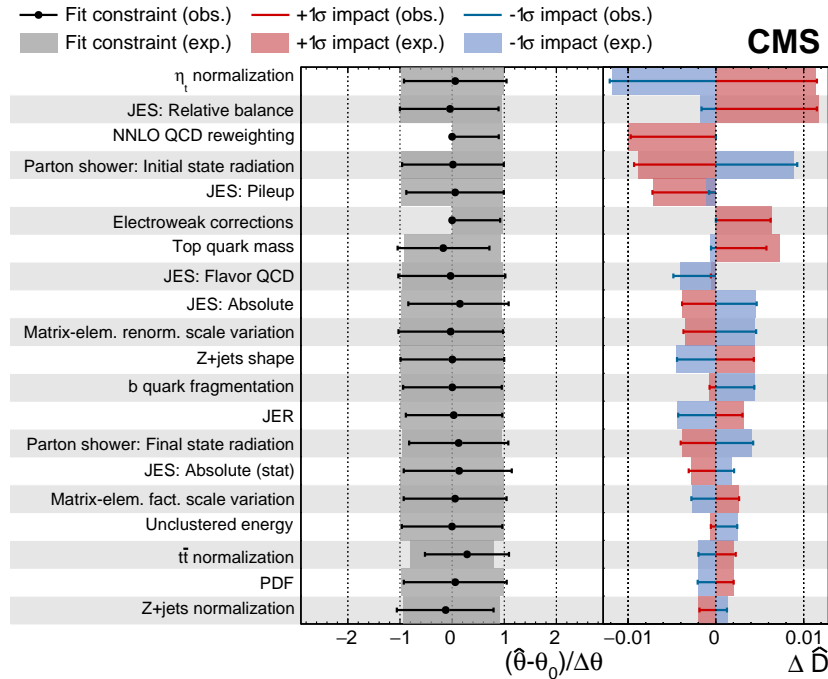 Fit constraint (obs.) +1σ impact (obs.) -1σ impact (obs.)
Fit constraint (exp.) +1σ impact (exp.) -1σ impact (exp.) CMS
ηt normalization
JES: Relative balance
NNLO QCD reweighting
Parton shower: Initial state radiation
JES: Pileup
Electroweak corrections
Top quark mass
JES: Flavor QCD
JES: Absolute
Matrix-elem. renorm. scale variation
Z+jets shape
b quark fragmentation
JER
Parton shower: Final state radiation
JES: Absolute (stat)
Matrix-elem. fact. scale variation
Unclustered energy
tt̄ normalization
PDF
Z+jets normalization
−2 −1 0 1 2 −0.01 0 0.01
(θ̂-θ0)/Δθ Δ D̂